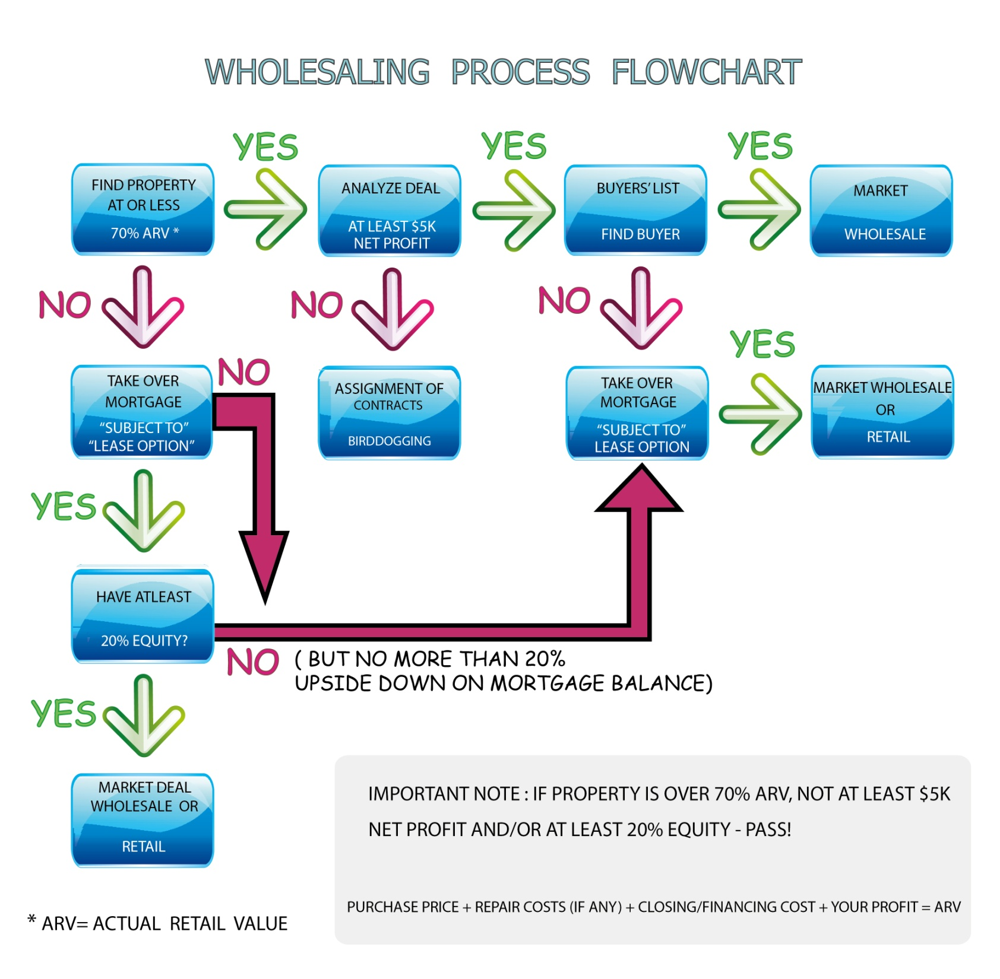 WHOLESALING PROCESS FLOWCHART
YES
YES
YES
FIND PROPERTY
AT OR LESS
70% ARV *
ANALYZE DEAL
AT LEAST $5K
NET PROFIT
BUYERS' LIST
FIND BUYER
MARKET
WHOLESALE
NO
NO
NO
YES
NO
TAKE OVER
MORTGAGE
"SUBJECT TO"
"LEASE OPTION"
ASSIGNMENT OF
CONTRACTS
BIRDDOGGING
TAKE OVER
MORTGAGE
"SUBJECT TO"
LEASE OPTION
MARKET WHOLESALE
OR
RETAIL
YES
HAVE ATLEAST
20% EQUITY?
NO
( BUT NO MORE THAN 20%
UPSIDE DOWN ON MORTGAGE BALANCE)
YES
MARKET DEAL
WHOLESALE OR
RETAIL
IMPORTANT NOTE : IF PROPERTY IS OVER 70% ARV, NOT AT LEAST $5K
NET PROFIT AND/OR AT LEAST 20% EQUITY - PASS!
PURCHASE PRICE + REPAIR COSTS (IF ANY) + CLOSING/FINANCING COST + YOUR PROFIT = ARV
* ARV= ACTUAL RETAIL VALUE